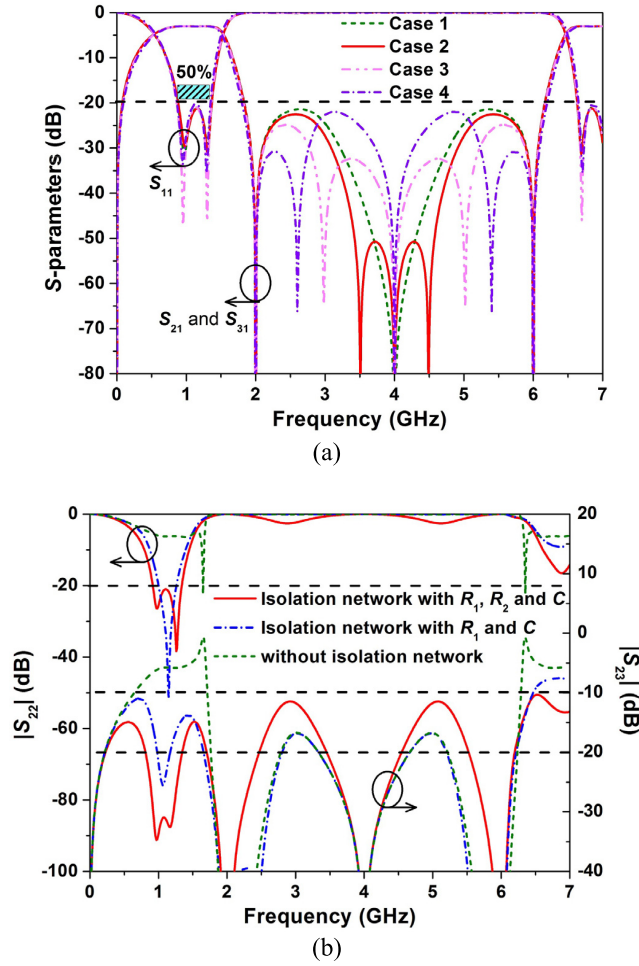 0
-10
-20
-30
-40
-50
-60
-70
-80
S-parameters (dB)
50%
Case 1
Case 2
Case 3
Case 4
S11
S21 and S31
0 1 2 3 4 5 6 7
Frequency (GHz)
(a)
0
-20
-40
-60
-80
-100
|S22| (dB)
Isolation network with R1, R2 and C
Isolation network with R1 and C
without isolation network
20
10
0
-10
-20
-30
-40
|S23| (dB)
0 1 2 3 4 5 6 7
Frequency (GHz)
(b)